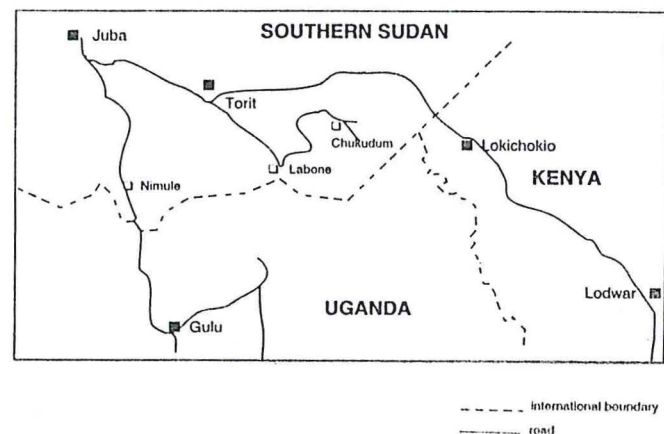 SOUTHERN SUDAN
Juba
Torit
Chukudum
Lokichokio
Labone
Nimule
KENYA
Lodwar
UGANDA
Gulu
international boundary
road